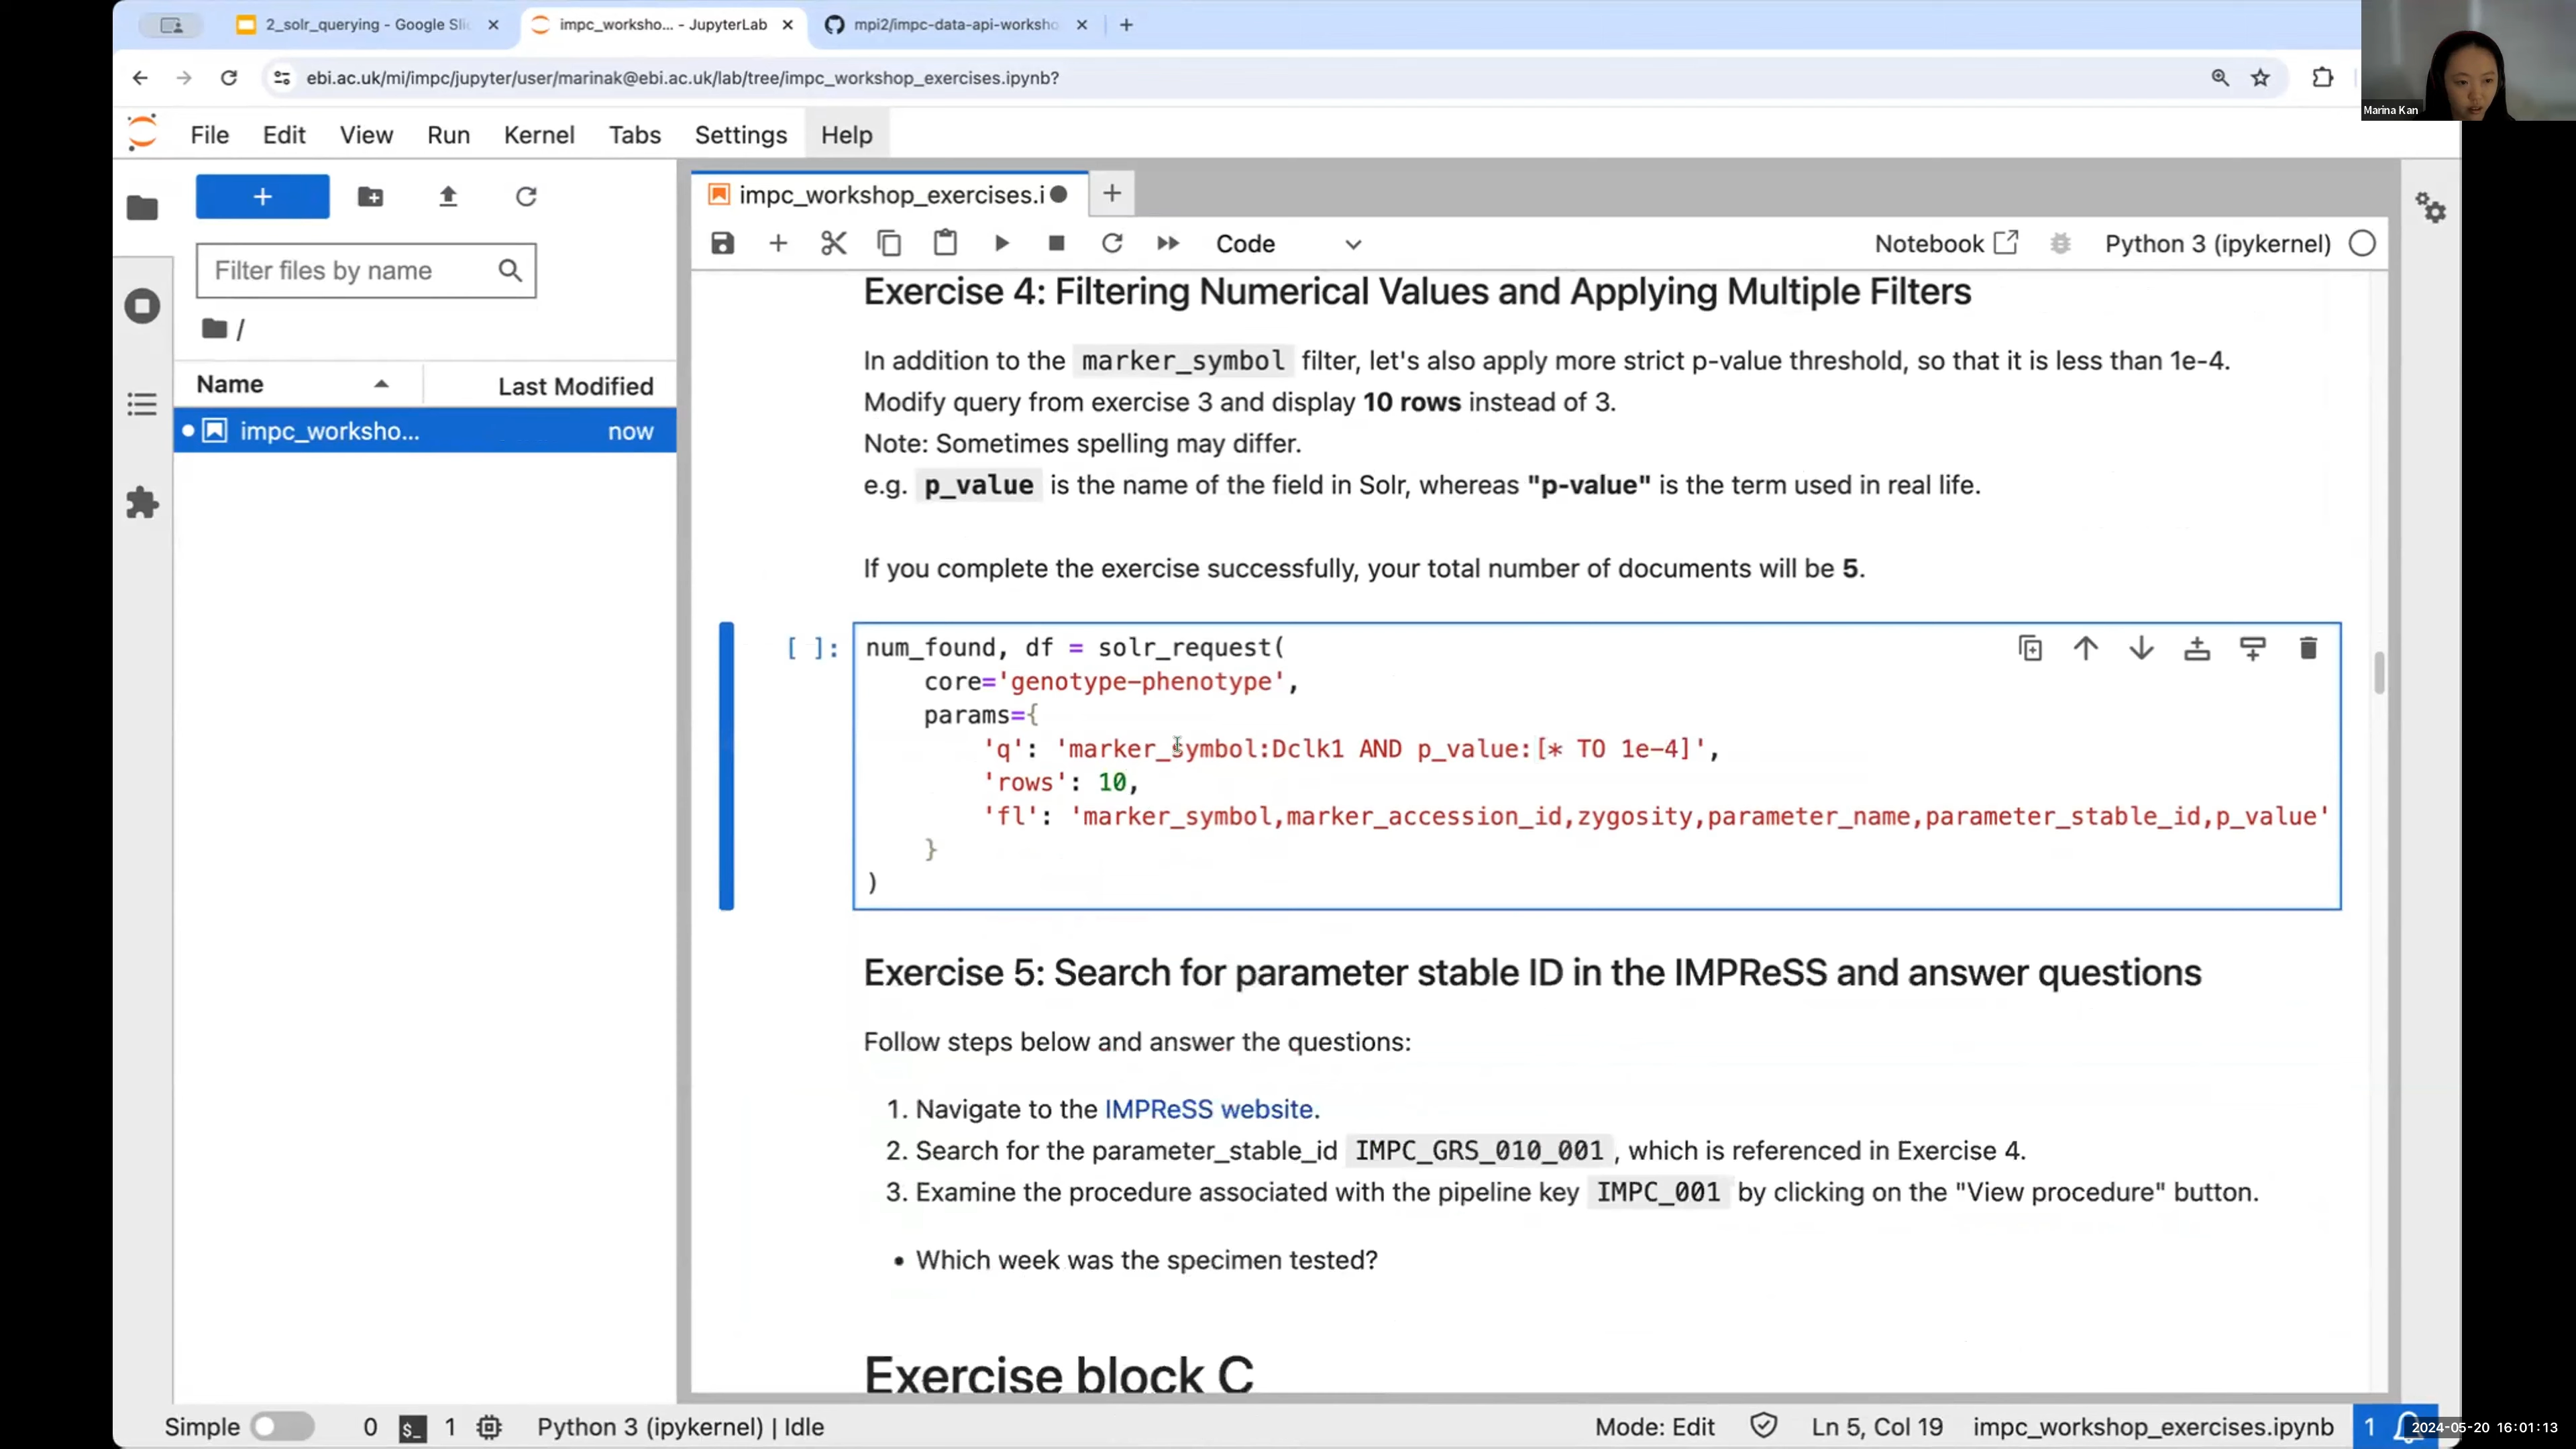 2_solr_querying - Google Sli
impc_worksho... - JupyterLab
mpi2/impc-data-api-worksho
ebi.ac.uk/mi/impc/jupyter/user/marinak@ebi.ac.uk/lab/tree/impc_workshop_exercises.ipynb?
Marina Kan
File Edit View Run Kernel Tabs Settings Help
impc_workshop_exercises.i
Code
Notebook
Python 3 (ipykernel)
Filter files by name
/
Name Last Modified
impc_worksho... now
Exercise 4: Filtering Numerical Values and Applying Multiple Filters
In addition to the marker_symbol filter, let's also apply more strict p-value threshold, so that it is less than 1e-4.
Modify query from exercise 3 and display 10 rows instead of 3.
Note: Sometimes spelling may differ.
e.g. p_value is the name of the field in Solr, whereas "p-value" is the term used in real life.
If you complete the exercise successfully, your total number of documents will be 5.
[ ]: num_found, df = solr_request(
core='genotype-phenotype',
params={
'q': 'marker_symbol:Dclk1 AND p_value:[* TO 1e-4]',
'rows': 10,
'fl': 'marker_symbol,marker_accession_id,zygosity,parameter_name,parameter_stable_id,p_value'
}
)
Exercise 5: Search for parameter stable ID in the IMPReSS and answer questions
Follow steps below and answer the questions:
1. Navigate to the IMPReSS website.
2. Search for the parameter_stable_id IMPC_GRS_010_001 , which is referenced in Exercise 4.
3. Examine the procedure associated with the pipeline key IMPC_001 by clicking on the "View procedure" button.
• Which week was the specimen tested?
Exercise block C
Simple 0 $_ 1 Python 3 (ipykernel) | Idle
Mode: Edit Ln 5, Col 19 impc_workshop_exercises.ipynb 1
2024-05-20 16:01:13